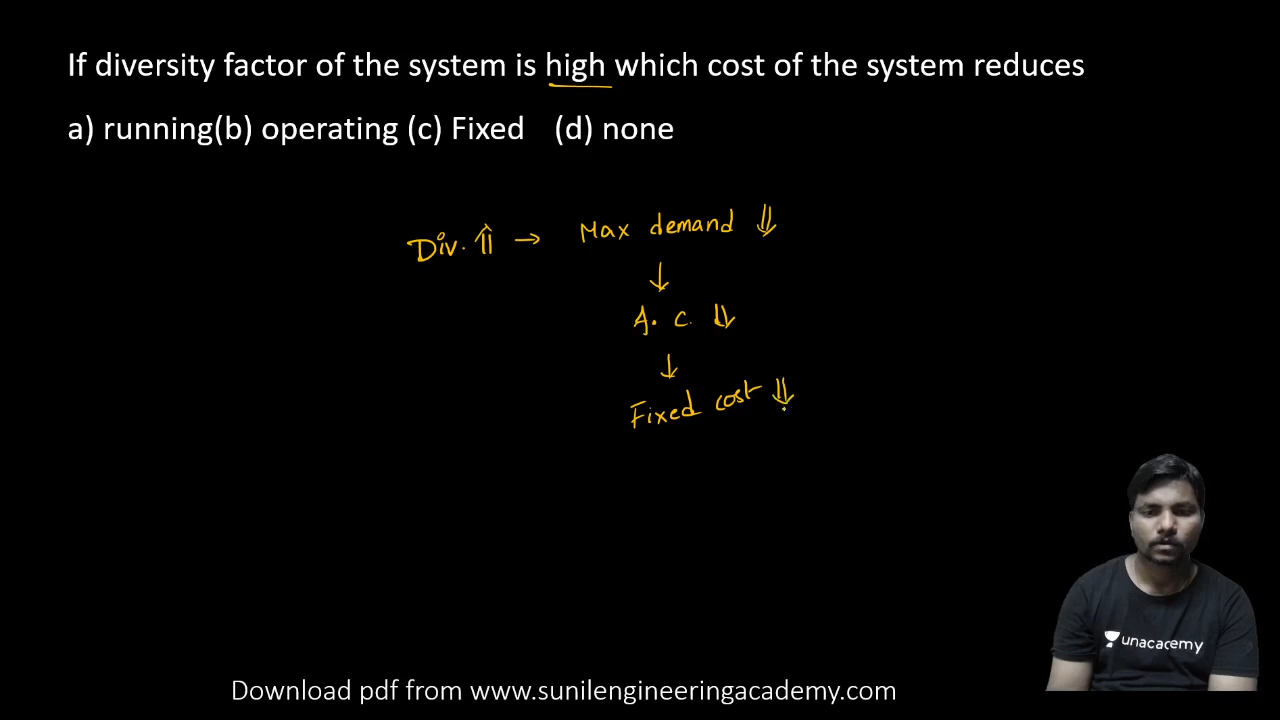 If diversity factor of the system is high which cost of the system reduces
a) running(b) operating (c) Fixed (d) none
Div. ⇑ → Max demand ⇓
↓
A. C. ⇓
↓
Fixed cost ⇓
unacademy
Download pdf from www.sunilengineeringacademy.com